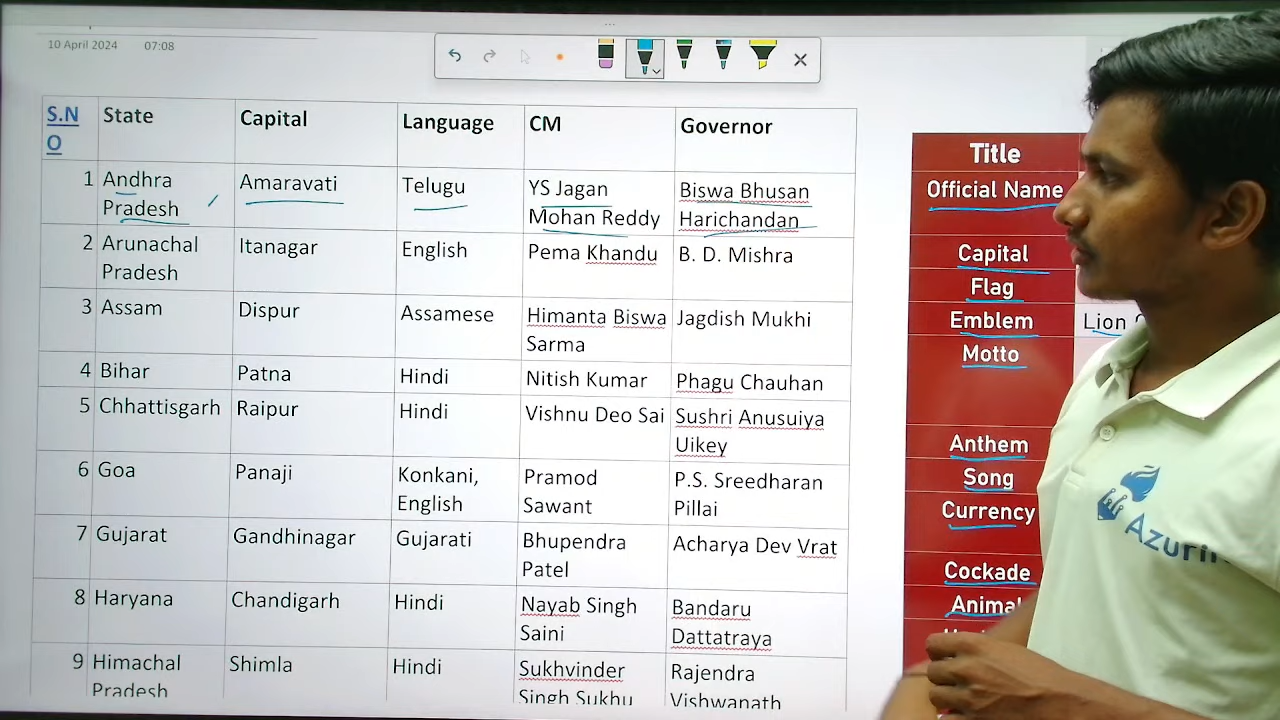 10 April 2024 07:08
S.N
O
State
Capital
Language
CM
Governor
1
Andhra
Pradesh
Amaravati
Telugu
YS Jagan
Mohan Reddy
Biswa Bhusan
Harichandan
2
Arunachal
Pradesh
Itanagar
English
Pema Khandu
B. D. Mishra
3
Assam
Dispur
Assamese
Himanta Biswa
Sarma
Jagdish Mukhi
4
Bihar
Patna
Hindi
Nitish Kumar
Phagu Chauhan
5
Chhattisgarh
Raipur
Hindi
Vishnu Deo Sai
Sushri Anusuiya
Uikey
6
Goa
Panaji
Konkani,
English
Pramod
Sawant
P.S. Sreedharan
Pillai
7
Gujarat
Gandhinagar
Gujarati
Bhupendra
Patel
Acharya Dev Vrat
8
Haryana
Chandigarh
Hindi
Nayab Singh
Saini
Bandaru
Dattatraya
9
Himachal
Pradesh
Shimla
Hindi
Sukhvinder
Singh Sukhu
Rajendra
Vishwanath
Title
Official Name
Capital
Flag
Emblem
Lion
Motto
Anthem
Song
Currency
Cockade
Animal